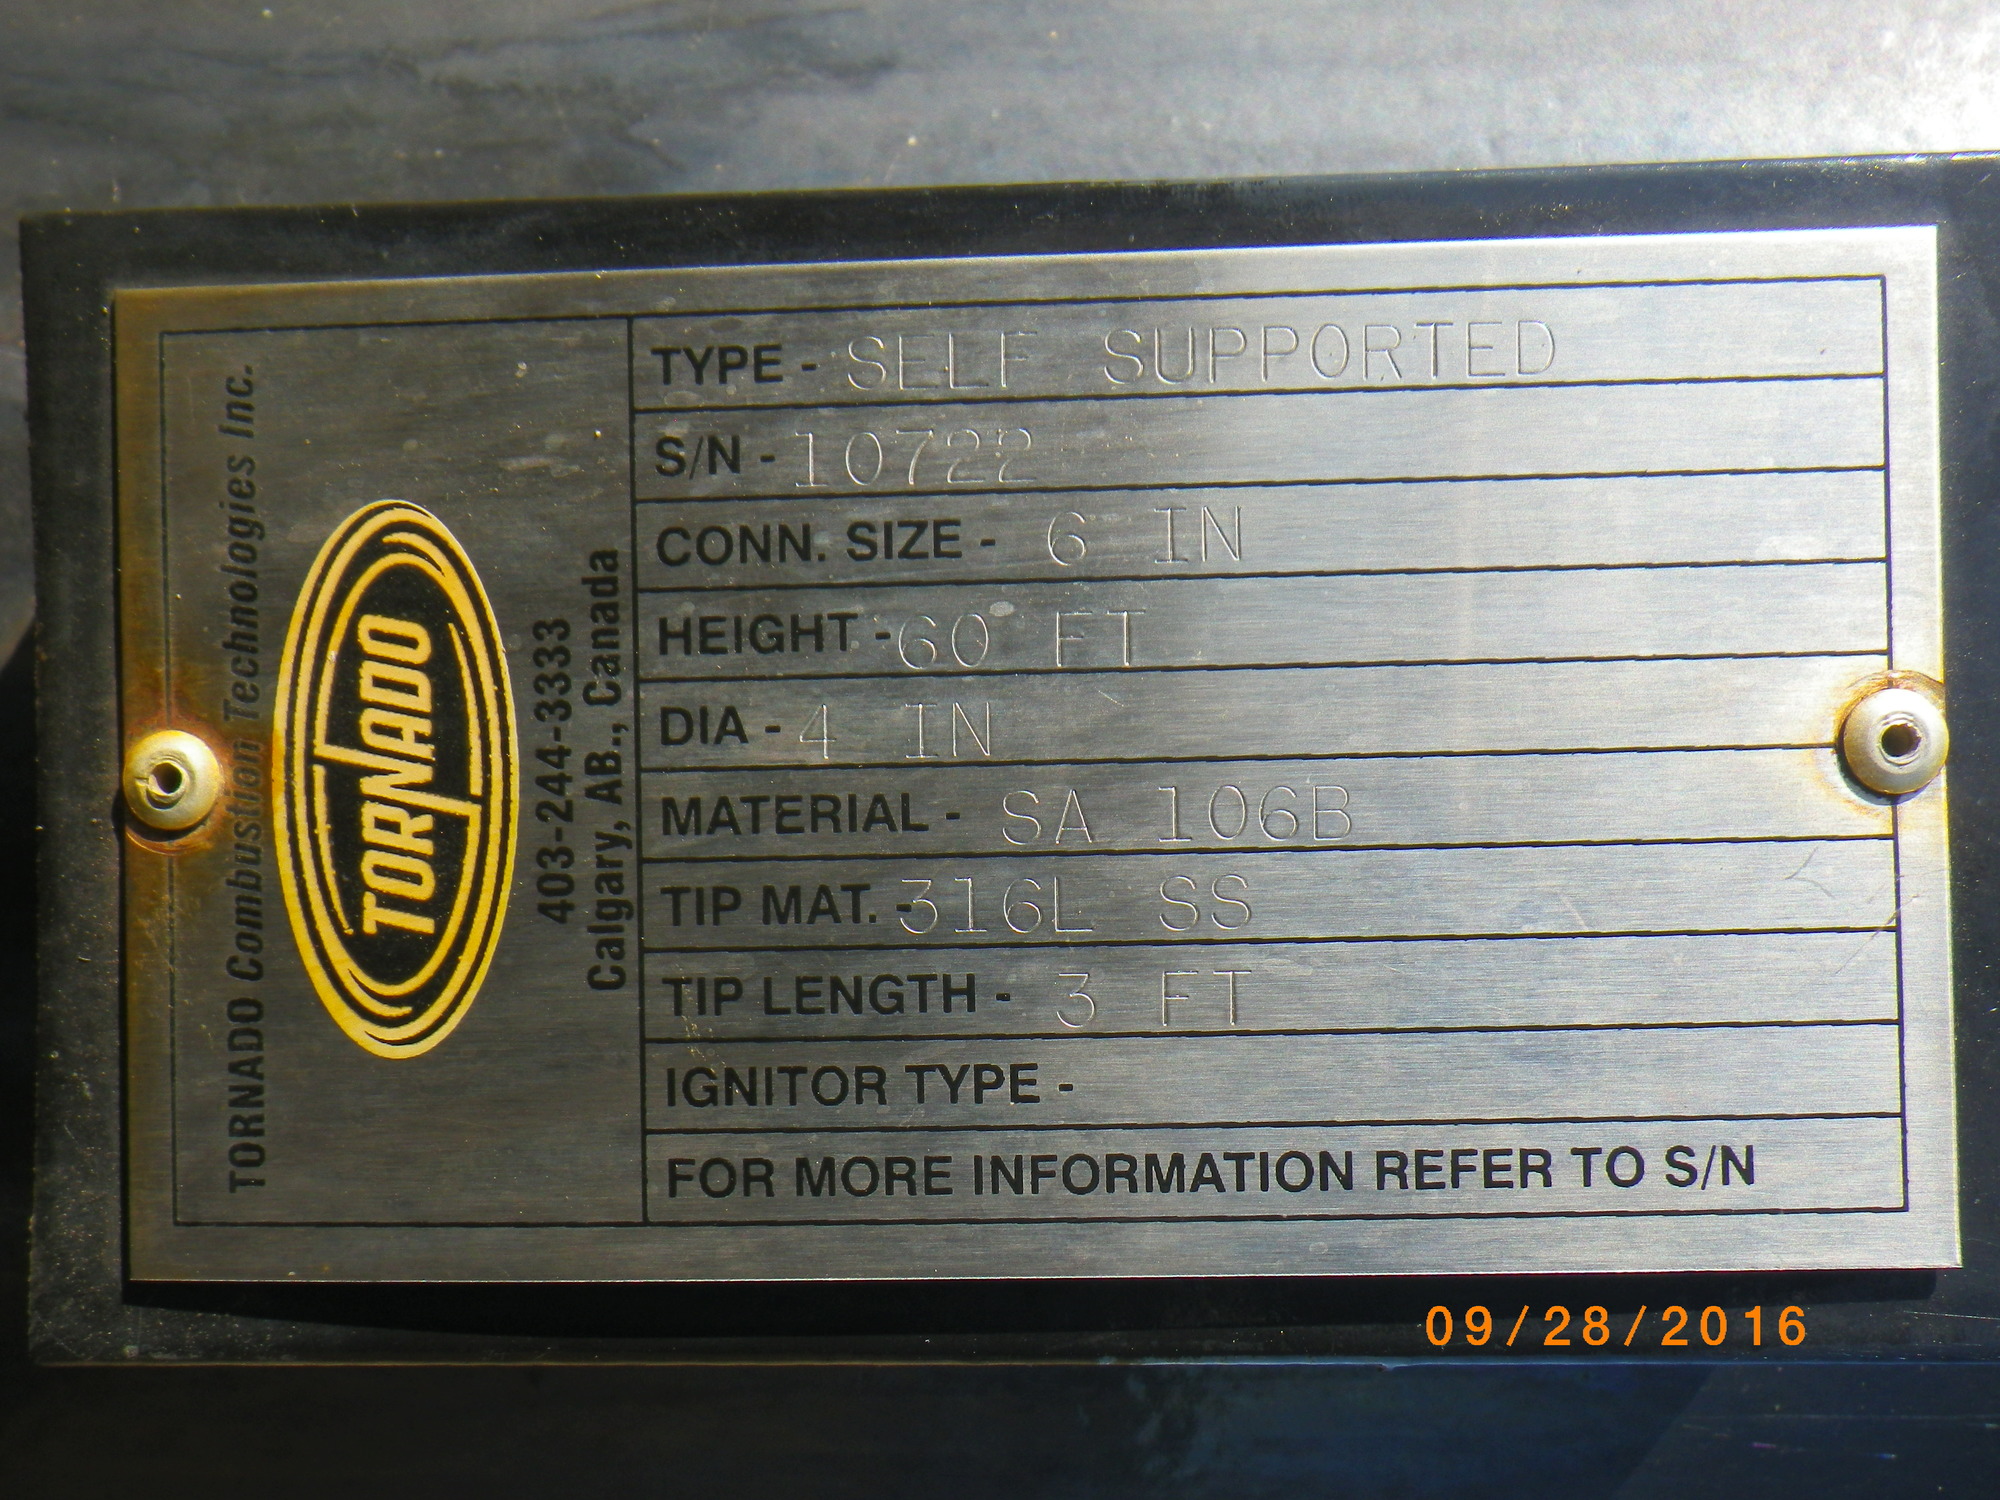 TORNADO Combustion Technologies Inc.
TORNADO
403-244-3333
Calgary, AB., Canada
TYPE - SELF SUPPORTED
S/N - 10722
CONN. SIZE - 6 IN
HEIGHT - 60 FT
DIA - 4 IN
MATERIAL - SA 106B
TIP MAT. - 316L SS
TIP LENGTH - 3 FT
IGNITOR TYPE -
FOR MORE INFORMATION REFER TO S/N
09/28/2016